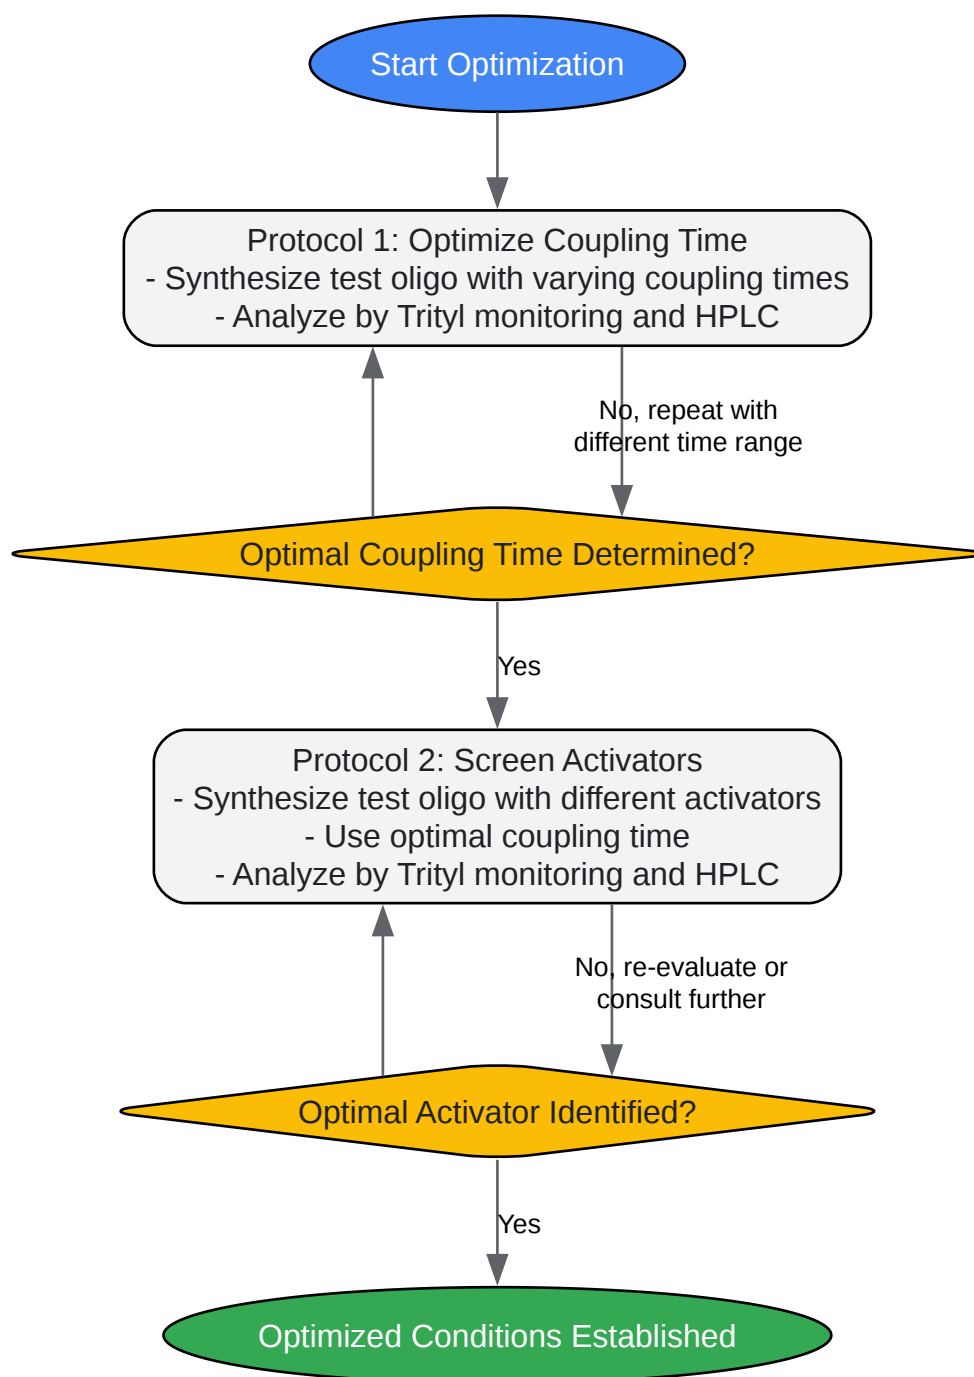 Start Optimization
Protocol 1: Optimize Coupling Time
- Synthesize test oligo with varying coupling times
- Analyze by Trityl monitoring and HPLC
No, repeat with
different time range
Optimal Coupling Time Determined?
Yes
Protocol 2: Screen Activators
- Synthesize test oligo with different activators
- Use optimal coupling time
- Analyze by Trityl monitoring and HPLC
No, re-evaluate or
consult further
Optimal Activator Identified?
Yes
Optimized Conditions Established